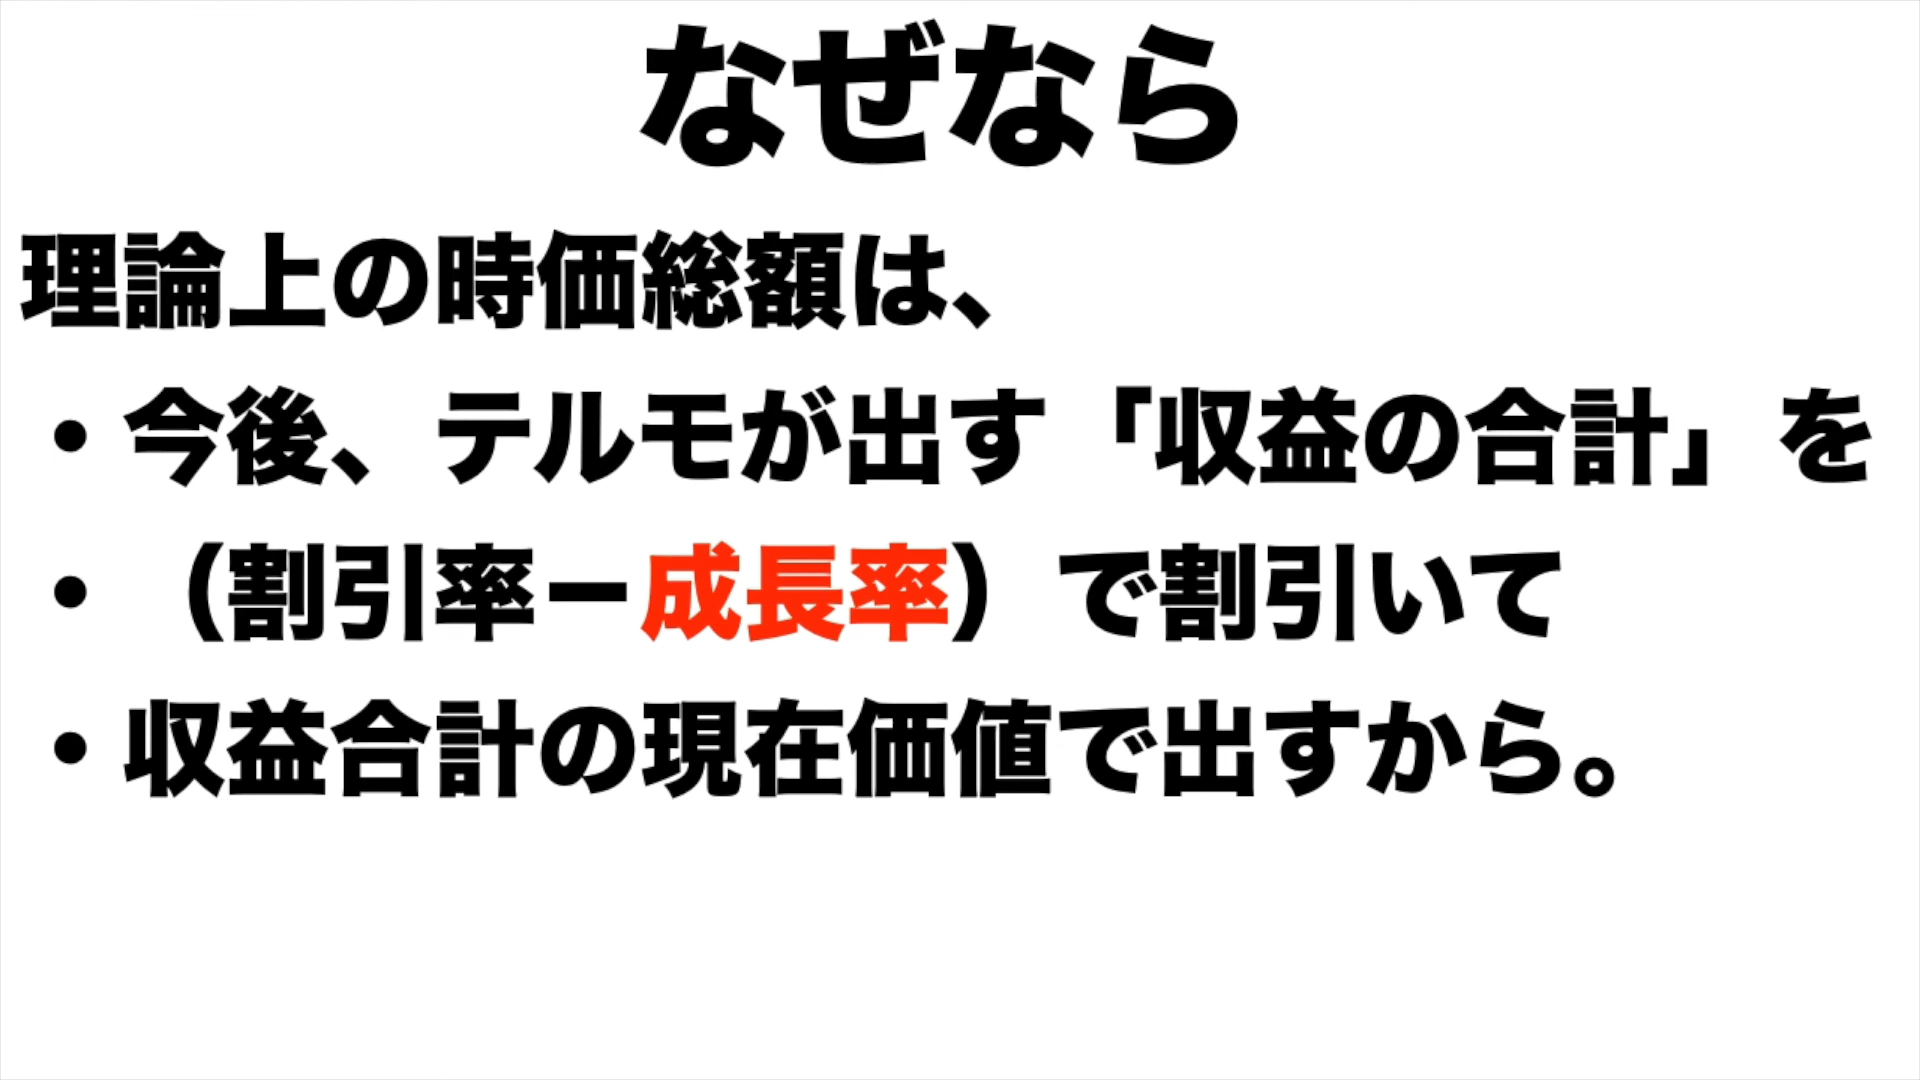 なぜなら
理論上の時価総額は、
・今後、テルモが出す「収益の合計」を
・（割引率ー成長率）で割引いて
・収益合計の現在価値で出すから。